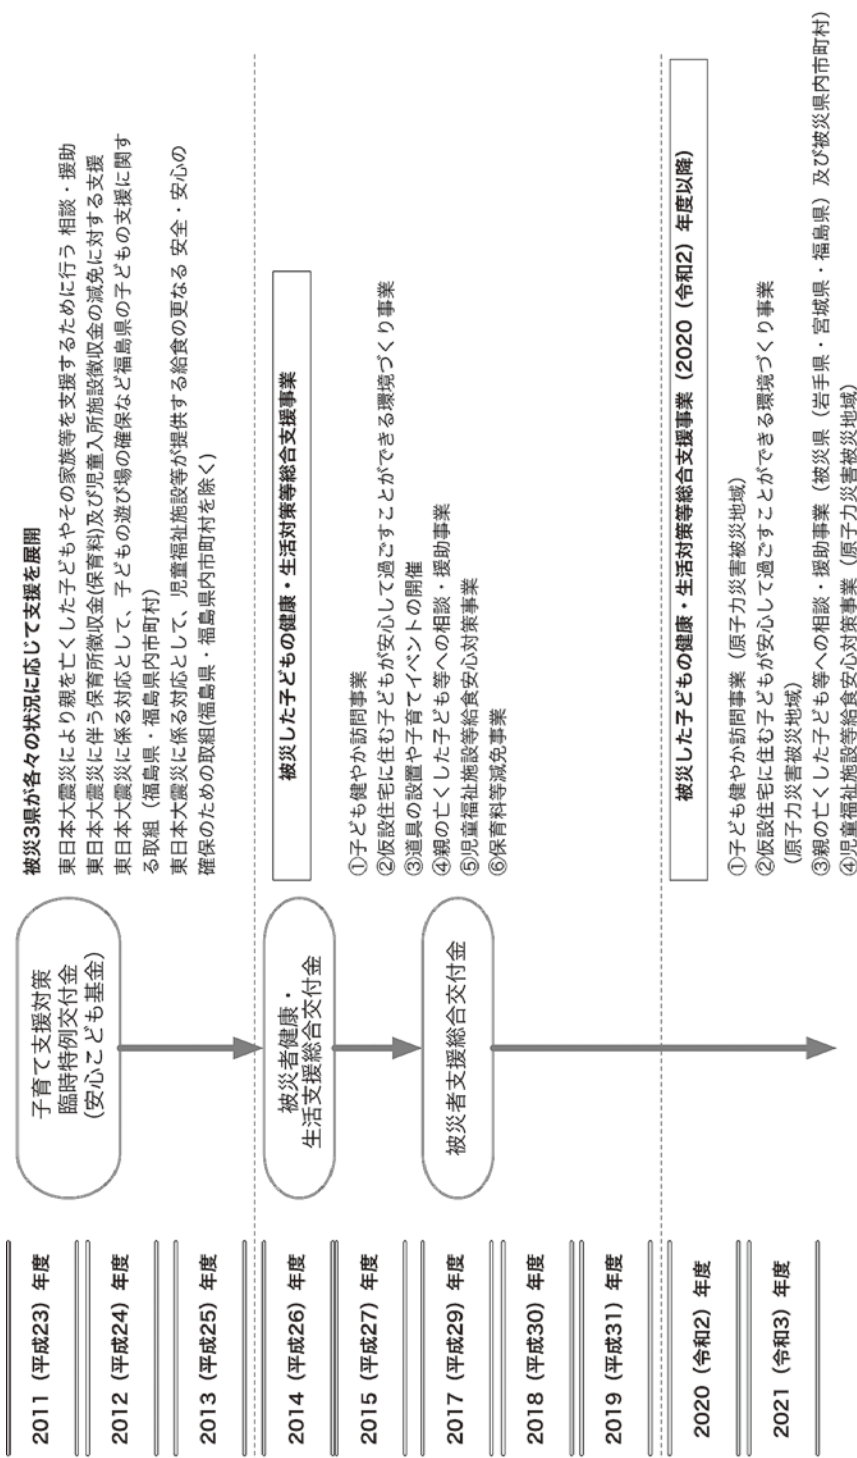 2011（平成23）年度
2012（平成24）年度
2013（平成25）年度
2014（平成26）年度
2015（平成27）年度
2017（平成29）年度
2018（平成30）年度
2019（平成31）年度
2020（令和2）年度
2021（令和3）年度
子育て支援対策
臨時特例交付金
(安心こども基金)
被災者健康・
生活支援総合交付金
被災者支援総合交付金
被災3県が各々の状況に応じて支援を展開
東日本大震災により親を亡くした子どもやその家族等を支援するために行う 相談・援助
東日本大震災に伴う保育所徴収金(保育料)及び児童入所施設徴収金の減免に対する支援
東日本大震災に係る対応として、子どもの遊び場の確保など福島県の子どもの支援に関す
る取組（福島県・福島県内市町村）
東日本大震災に係る対応として、児童福祉施設等が提供する給食の更なる 安全・安心の
確保のための取組(福島県・福島県内市町村を除く)
被災した子どもの健康・生活対策等総合支援事業
①子ども健やか訪問事業
②仮設住宅に住む子どもが安心して過ごすことができる環境づくり事業
③道具の設置や子育てイベントの開催
④親の亡くした子ども等への相談・援助事業
⑤児童福祉施設等給食安心対策事業
⑥保育料等減免事業
被災した子どもの健康・生活対策等総合支援事業（2020（令和2）年度以降）
①子ども健やか訪問事業（原子力災害被災地域）
②仮設住宅に住む子どもが安心して過ごすことができる環境づくり事業
（原子力災害被災地域）
③親の亡くした子ども等への相談・援助事業（被災県（岩手県・宮城県・福島県）及び被災県内市町村）
④児童福祉施設等給食安心対策事業（原子力災害被災地域）